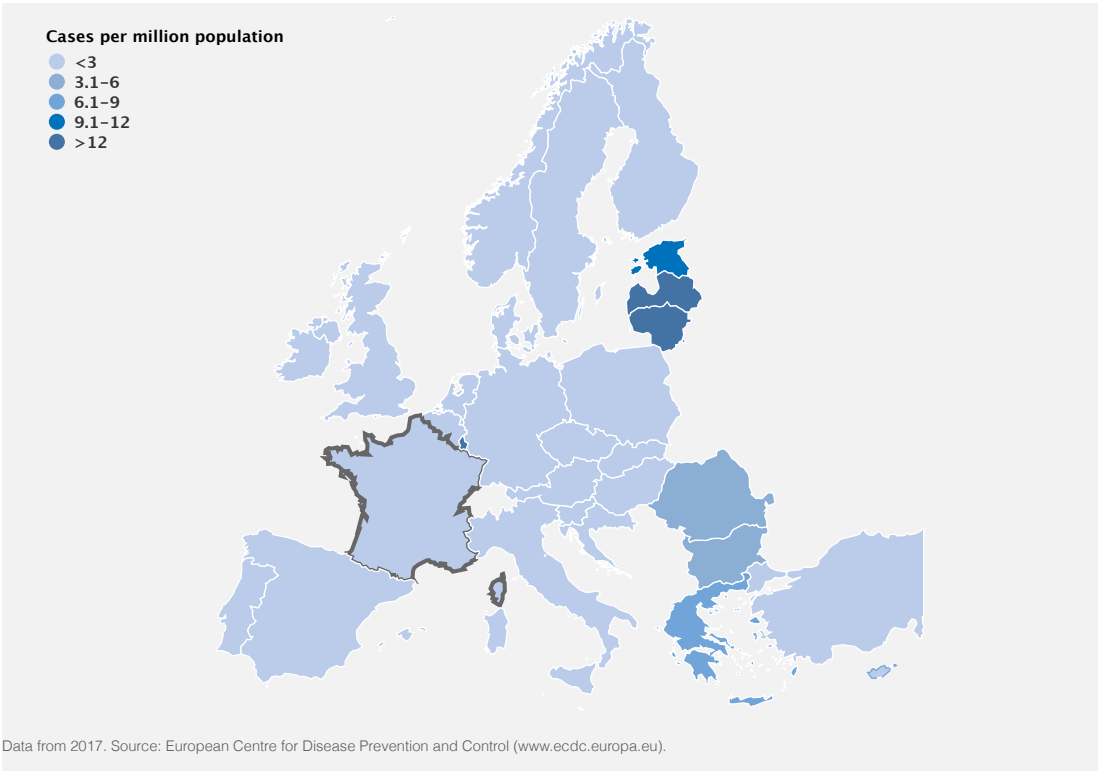 Cases per million population
<3
3.1–6
6.1–9
9.1–12
>12
Data from 2017. Source: European Centre for Disease Prevention and Control (www.ecdc.europa.eu).